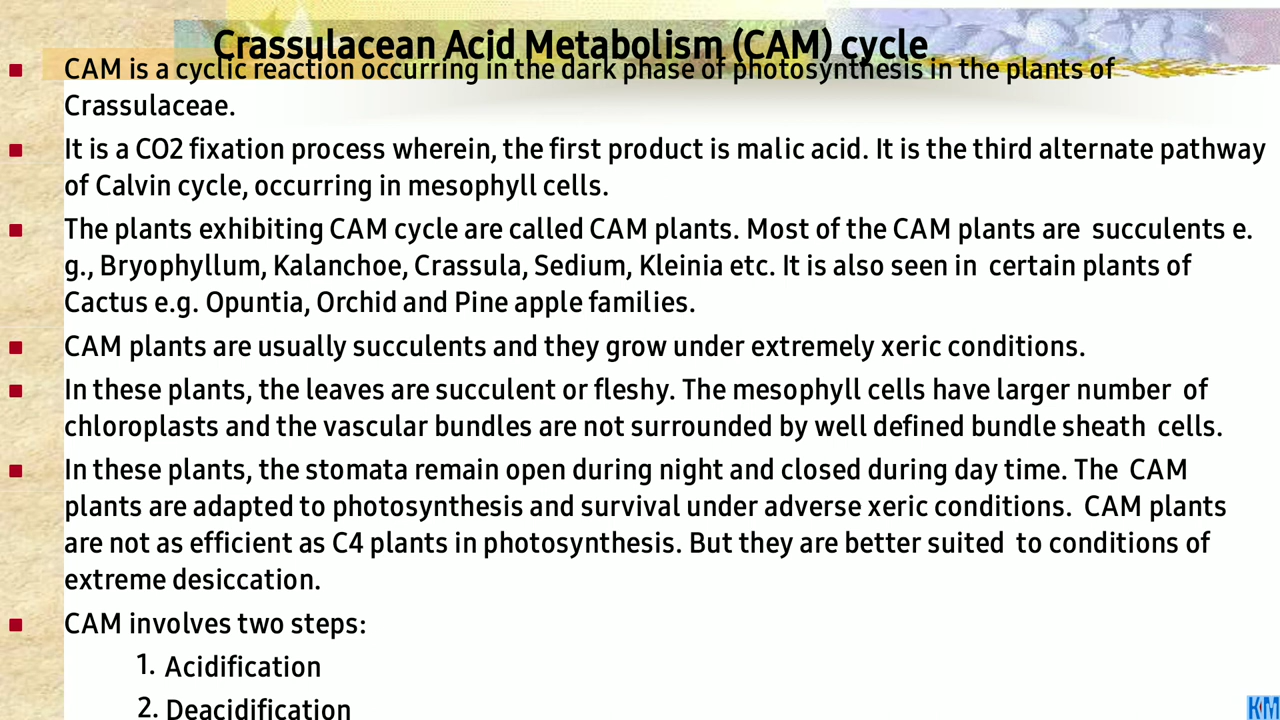 Crassulacean Acid Metabolism (CAM) cycle
CAM is a cyclic reaction occurring in the dark phase of photosynthesis in the plants of
Crassulaceae.
It is a CO2 fixation process wherein, the first product is malic acid. It is the third alternate pathway
of Calvin cycle, occurring in mesophyll cells.
The plants exhibiting CAM cycle are called CAM plants. Most of the CAM plants are succulents e.
g., Bryophyllum, Kalanchoe, Crassula, Sedium, Kleinia etc. It is also seen in certain plants of
Cactus e.g. Opuntia, Orchid and Pine apple families.
CAM plants are usually succulents and they grow under extremely xeric conditions.
In these plants, the leaves are succulent or fleshy. The mesophyll cells have larger number of
chloroplasts and the vascular bundles are not surrounded by well defined bundle sheath cells.
In these plants, the stomata remain open during night and closed during day time. The CAM
plants are adapted to photosynthesis and survival under adverse xeric conditions. CAM plants
are not as efficient as C4 plants in photosynthesis. But they are better suited to conditions of
extreme desiccation.
CAM involves two steps:
1. Acidification
2. Deacidification
KM